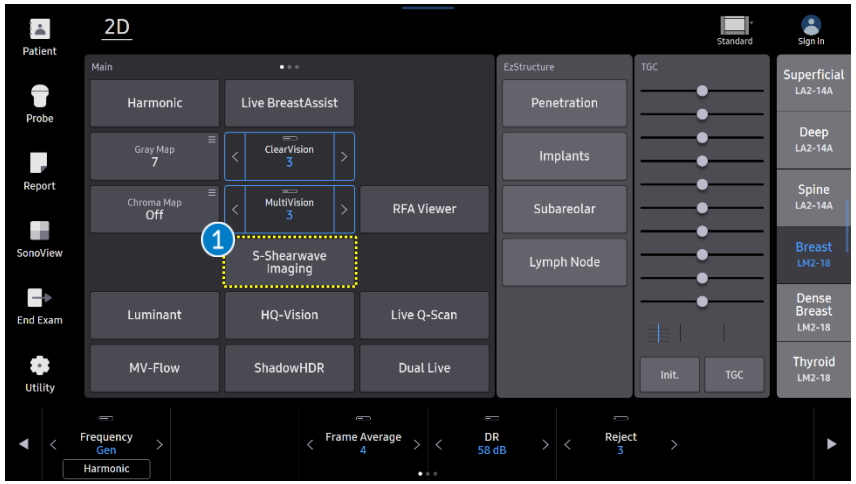 2D
Standard
Sign In
Patient
Probe
Report
SonoView
End Exam
Utility
Main
Harmonic
Live BreastAssist
Gray Map
7
<
ClearVision
3
>
Chroma Map
Off
<
MultiVision
3
>
RFA Viewer
1
S-Shearwave
Imaging
Luminant
HQ-Vision
Live Q-Scan
MV-Flow
ShadowHDR
Dual Live
EzStructure
Penetration
Implants
Subareolar
Lymph Node
TGC
Init.
TGC
Superficial
LA2-14A
Deep
LA2-14A
Spine
LA2-14A
Breast
LM2-18
Dense
Breast
LM2-18
Thyroid
LM2-18
<
Frequency
Gen
>
Harmonic
<
Frame Average
4
>
<
DR
58 dB
>
<
Reject
3
>